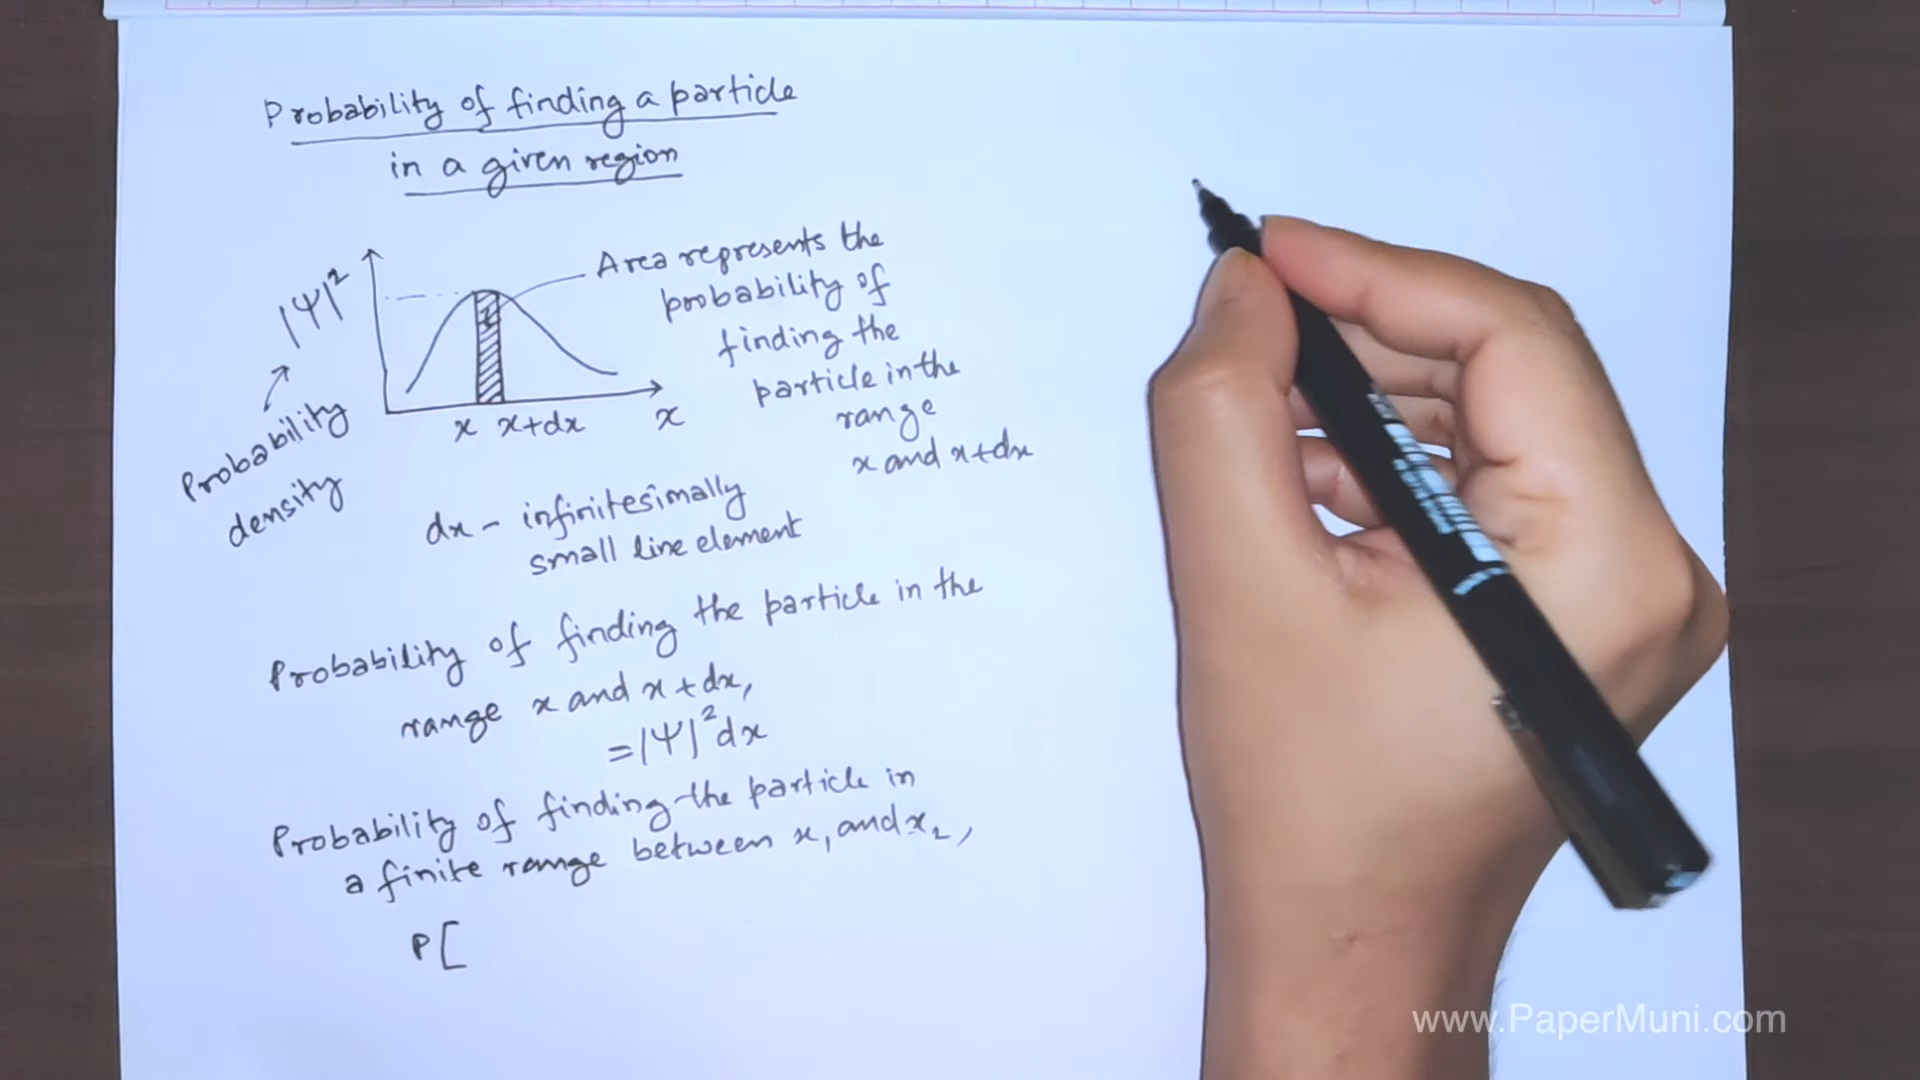 Probability of finding a particle
in a given region
|Ψ|²
Area represents the
probability of
finding the
particle in the
range
x and x+dx
x x+dx x
Probability
density
dx - infinitesimally
small line element
Probability of finding the particle in the
range x and x+dx,
=|Ψ|²dx
Probability of finding the particle in
a finite range between x₁ and x₂,
P[
www.PaperMuni.com